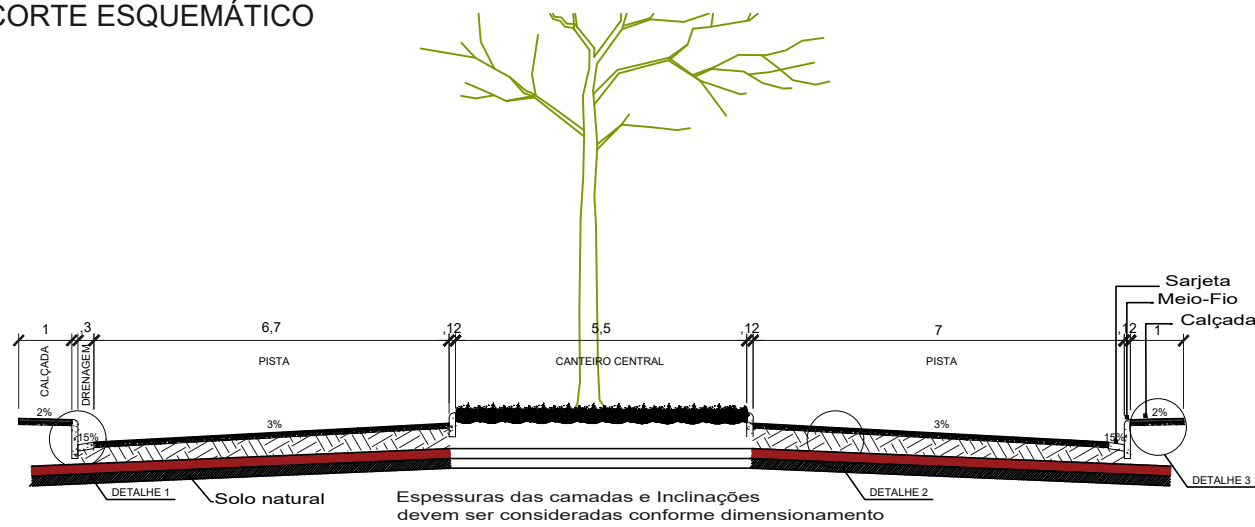 CORTE ESQUEMÁTICO
Sarjeta
Meio-Fio
Calçada
1 ,3 6,7 ,12 5,5 ,12 7 ,12 1
CALÇADA
DRENAGEM
PISTA
CANTEIRO CENTRAL
PISTA
2%
15%
3%
3%
15%
2%
DETALHE 1
Solo natural
DETALHE 2
DETALHE 3
Espessuras das camadas e Inclinações
devem ser consideradas conforme dimensionamento